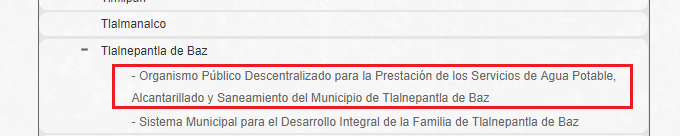 Tlalmanalco
Tlalnepantla de Baz
- Organismo Público Descentralizado para la Prestación de los Servicios de Agua Potable,
Alcantarillado y Saneamiento del Municipio de Tlalnepantla de Baz
- Sistema Municipal para el Desarrollo Integral de la Familia de Tlalnepantla de Baz